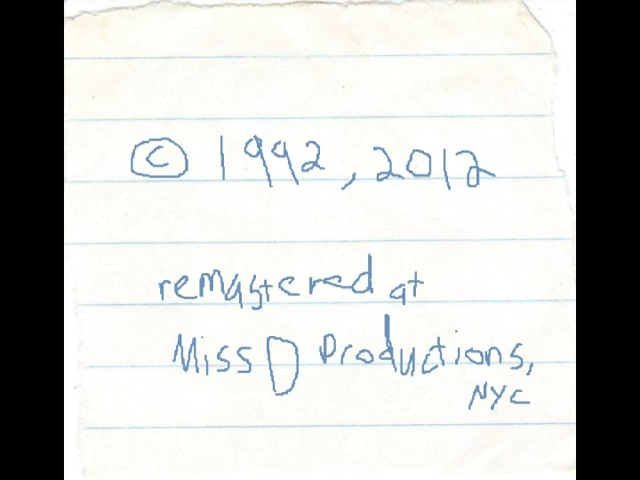 © 1992, 2012
remastered at
Miss D Productions,
NYC